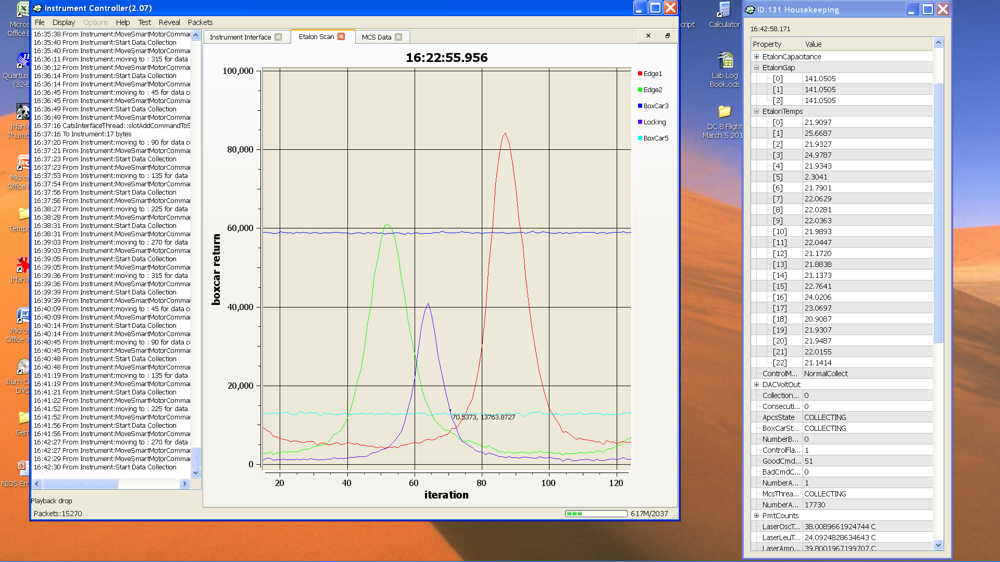 Instrument Controller(2.07)
File Display Options Help Test Reveal Packets
16:35:38 From Instrument:MoveSmartMotorComma
16:35:40 From Instrument:Start Data Collection
16:35:40 From Instrument:MoveSmartMotorComma
16:36:11 From Instrument:moving to : 315 for data
16:36:12 From Instrument:MoveSmartMotorComma
16:36:14 From Instrument:Start Data Collection
16:36:14 From Instrument:MoveSmartMotorComma
16:36:45 From Instrument:moving to : 45 for data c
16:36:45 From Instrument:MoveSmartMotorComma
16:36:49 From Instrument:Start Data Collection
16:36:49 From Instrument:MoveSmartMotorComma
16:37:16 CatsInterfaceThread::slotAddCommandToS
16:37:16 To Instrument:17 bytes
16:37:20 From Instrument:moving to : 90 for data c
16:37:21 From Instrument:MoveSmartMotorComma
16:37:23 From Instrument:Start Data Collection
16:37:23 From Instrument:MoveSmartMotorComma
16:37:53 From Instrument:moving to : 135 for data
16:37:54 From Instrument:MoveSmartMotorComma
16:37:56 From Instrument:Start Data Collection
16:37:56 From Instrument:MoveSmartMotorComma
16:38:27 From Instrument:moving to : 225 for data
16:38:28 From Instrument:MoveSmartMotorComma
16:38:31 From Instrument:Start Data Collection
16:38:31 From Instrument:MoveSmartMotorComma
16:39:03 From Instrument:moving to : 270 for data
16:39:03 From Instrument:MoveSmartMotorComma
16:39:05 From Instrument:Start Data Collection
16:39:05 From Instrument:MoveSmartMotorComma
16:39:36 From Instrument:moving to : 315 for data
16:39:36 From Instrument:MoveSmartMotorComma
16:39:39 From Instrument:Start Data Collection
16:39:39 From Instrument:MoveSmartMotorComma
16:40:09 From Instrument:moving to : 45 for data c
16:40:09 From Instrument:MoveSmartMotorComma
16:40:14 From Instrument:Start Data Collection
16:40:14 From Instrument:MoveSmartMotorComma
16:40:45 From Instrument:moving to : 90 for data c
16:40:45 From Instrument:MoveSmartMotorComma
16:40:48 From Instrument:Start Data Collection
16:40:48 From Instrument:MoveSmartMotorComma
16:41:19 From Instrument:moving to : 135 for data
16:41:19 From Instrument:MoveSmartMotorComma
16:41:21 From Instrument:Start Data Collection
16:41:22 From Instrument:MoveSmartMotorComma
16:41:52 From Instrument:moving to : 225 for data
16:41:52 From Instrument:MoveSmartMotorComma
16:41:56 From Instrument:Start Data Collection
16:41:56 From Instrument:MoveSmartMotorComma
16:42:27 From Instrument:moving to : 270 for data
16:42:27 From Instrument:MoveSmartMotorComma
16:42:29 From Instrument:MoveSmartMotorComma
16:42:30 From Instrument:Start Data Collection
Playback drop
Packets:15270
617M/2037
Instrument Interface Etalon Scan MCS Data
16:22:55.956
100,000
80,000
60,000
40,000
20,000
0
boxcar return
20 40 60 80 100 120
iteration
70.5373, 13763.8727
Edge1
Edge2
BoxCar3
Locking
BoxCar5
Micros
Office E
Quartus
(32-E
IrfanV
Thumb
Micros
Office P
Tempo
IrfanV
Micros
Office W
Burn C
DVD
Gern
NIOS Err
cript
Calculator
Lab Log
Book.ods
DC 8 Flight
March 5 201
ID:131 Housekeeping
16:42:58.171
Property Value
EtalonCapacitance
EtalonGap
[0] 141.0505
[1] 141.0505
[2] 141.0505
EtalonTemps
[0] 21.9097
[1] 25.6687
[2] 21.9327
[3] 24.9787
[4] 21.9343
[5] 2.3041
[6] 21.7901
[7] 22.0629
[8] 22.0281
[9] 22.0363
[10] 21.9893
[11] 22.0447
[12] 21.1720
[13] 21.8838
[14] 21.1373
[15] 22.7641
[16] 24.0206
[17] 23.0697
[18] 20.9087
[19] 21.9307
[20] 21.9487
[21] 22.0155
[22] 21.1414
ControlM... NormalCollect
DACVoltOut
Collection... 0
Consecuti... 0
ApcsState COLLECTING
BoxCarSt... COLLECTING
NumberB... 0
ControlFla... 1
GoodCmd... 51
BadCmdC... 0
NumberA... 1
McsThrea... COLLECTING
NumberA... 17730
PmtCounts
LaserOscT... 38.0089661924744 C
LaserLeuT... 24.0924828634643 C
LaserAmp... 39.8001967199707 C